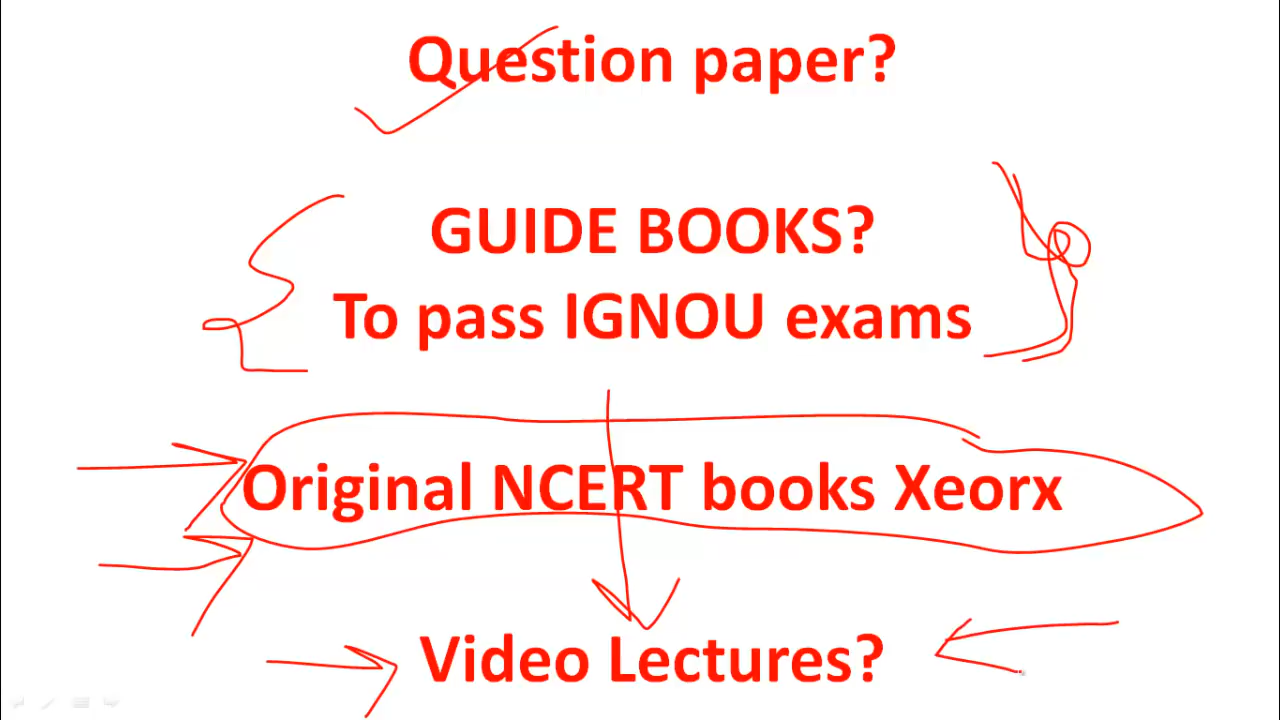 Question paper?
GUIDE BOOKS?
To pass IGNOU exams
Original NCERT books Xeorx
Video Lectures?